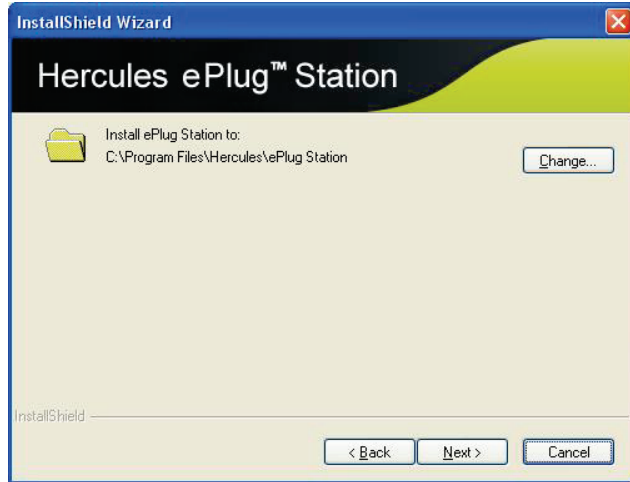 InstallShield Wizard
Hercules ePlug™ Station
Install ePlug Station to:
C:\Program Files\Hercules\ePlug Station
Change...
InstallShield
< Back Next > Cancel